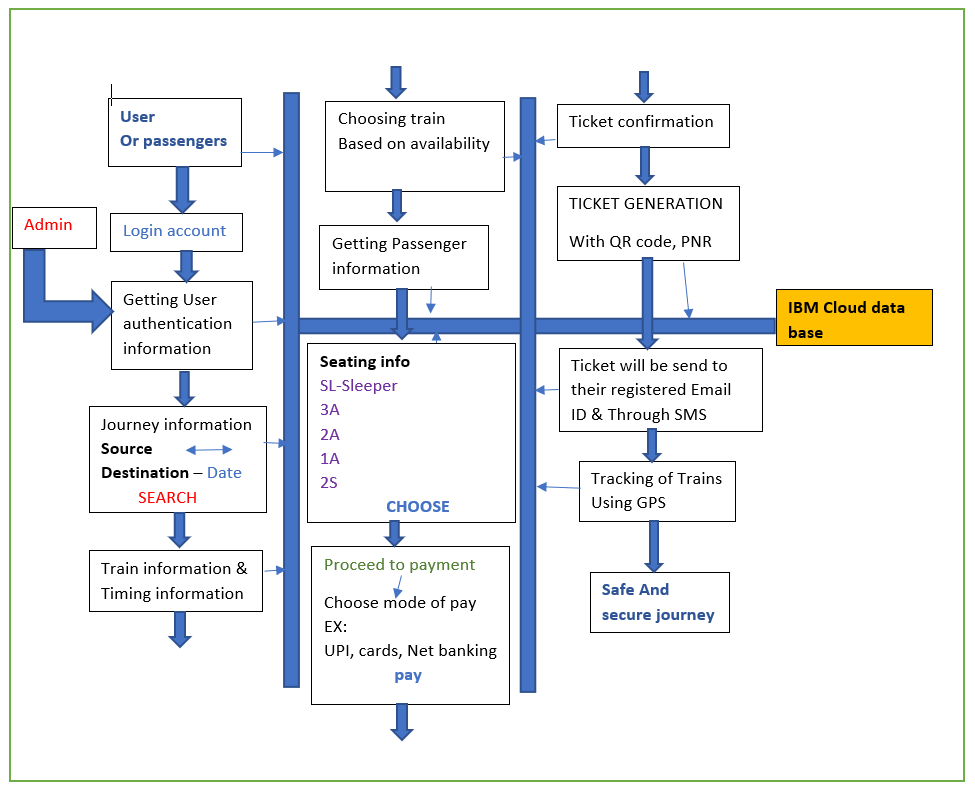 User
Or passengers
Login account
Admin
Getting User
authentication
information
Journey information
Source
Destination – Date
SEARCH
Train information &
Timing information
Choosing train
Based on availability
Getting Passenger
information
Seating info
SL-Sleeper
3A
2A
1A
2S
CHOOSE
Proceed to payment
Choose mode of pay
EX:
UPI, cards, Net banking
pay
Ticket confirmation
TICKET GENERATION
With QR code, PNR
IBM Cloud data
base
Ticket will be send to
their registered Email
ID & Through SMS
Tracking of Trains
Using GPS
Safe And
secure journey